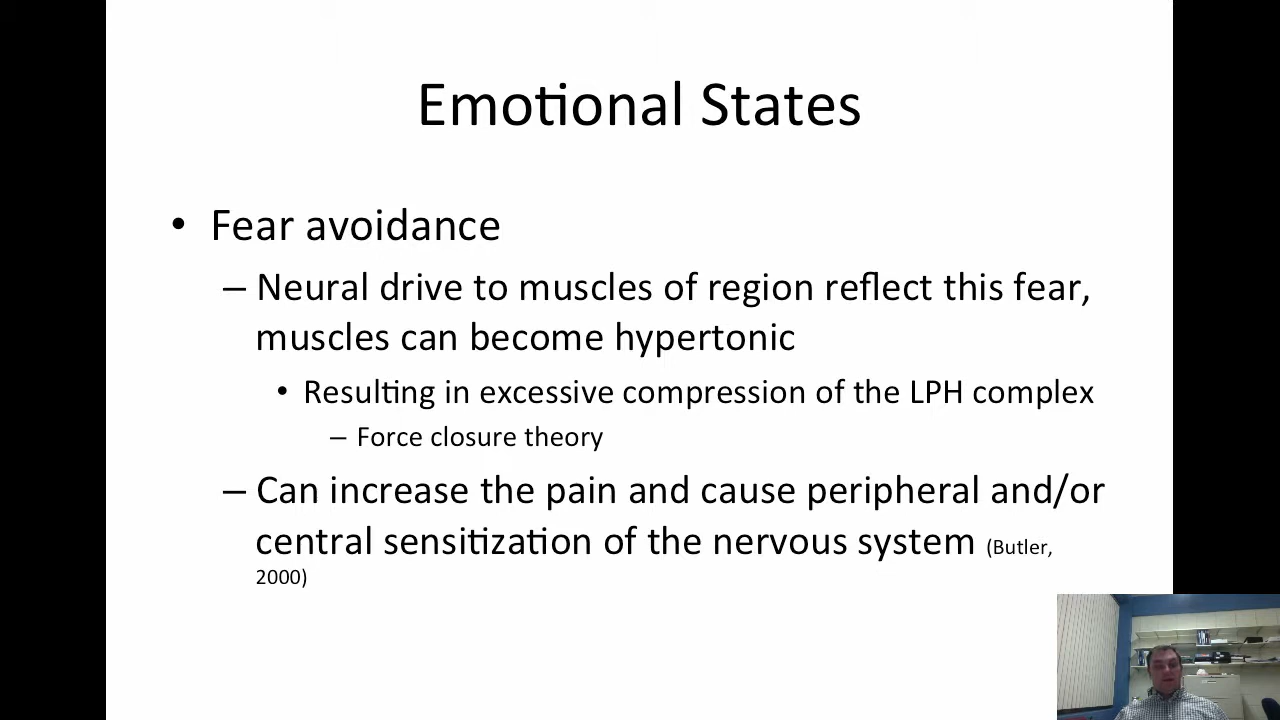 Emotional States
• Fear avoidance
– Neural drive to muscles of region reflect this fear,
muscles can become hypertonic
• Resulting in excessive compression of the LPH complex
– Force closure theory
– Can increase the pain and cause peripheral and/or
central sensitization of the nervous system (Butler,
2000)